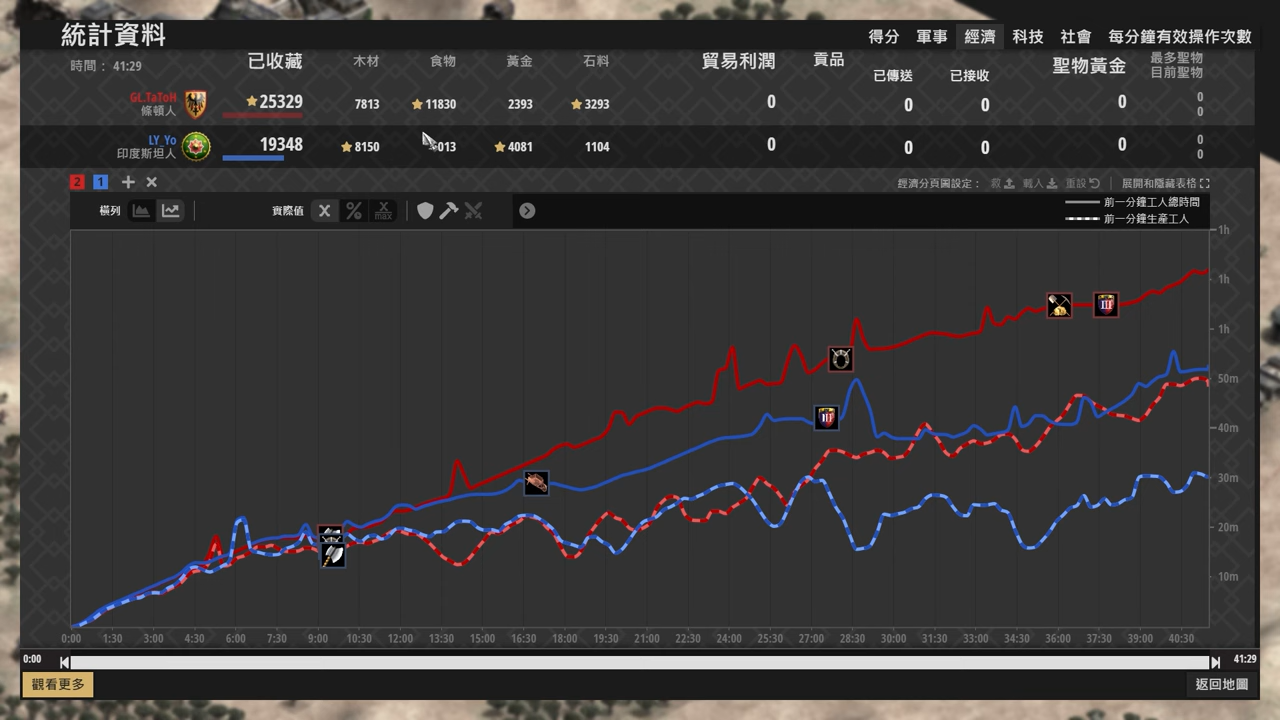 統計資料
得分 軍事 經濟 科技 社會 每分鐘有效操作次數
時間： 41:29
已收藏 木材 食物 黃金 石料 貿易利潤 貢品 已傳送 已接收 聖物黃金 最多聖物
目前聖物
GL.TaToH
條頓人
25329 7813 11830 2393 3293 0 0 0 0 0
0
LY_Yo
印度斯坦人
19348 8150 013 4081 1104 0 0 0 0 0
0
2 1 經濟分頁圖設定： 載入 重設 展開和隱藏表格
橫列 實際值 X % X max
前一分鐘工人總時間
前一分鐘生產工人
1h
1h
1h
50m
40m
30m
20m
10m
0:00 1:30 3:00 4:30 6:00 7:30 9:00 10:30 12:00 13:30 15:00 16:30 18:00 19:30 21:00 22:30 24:00 25:30 27:00 28:30 30:00 31:30 33:00 34:30 36:00 37:30 39:00 40:30
0:00 41:29
觀看更多 返回地圖